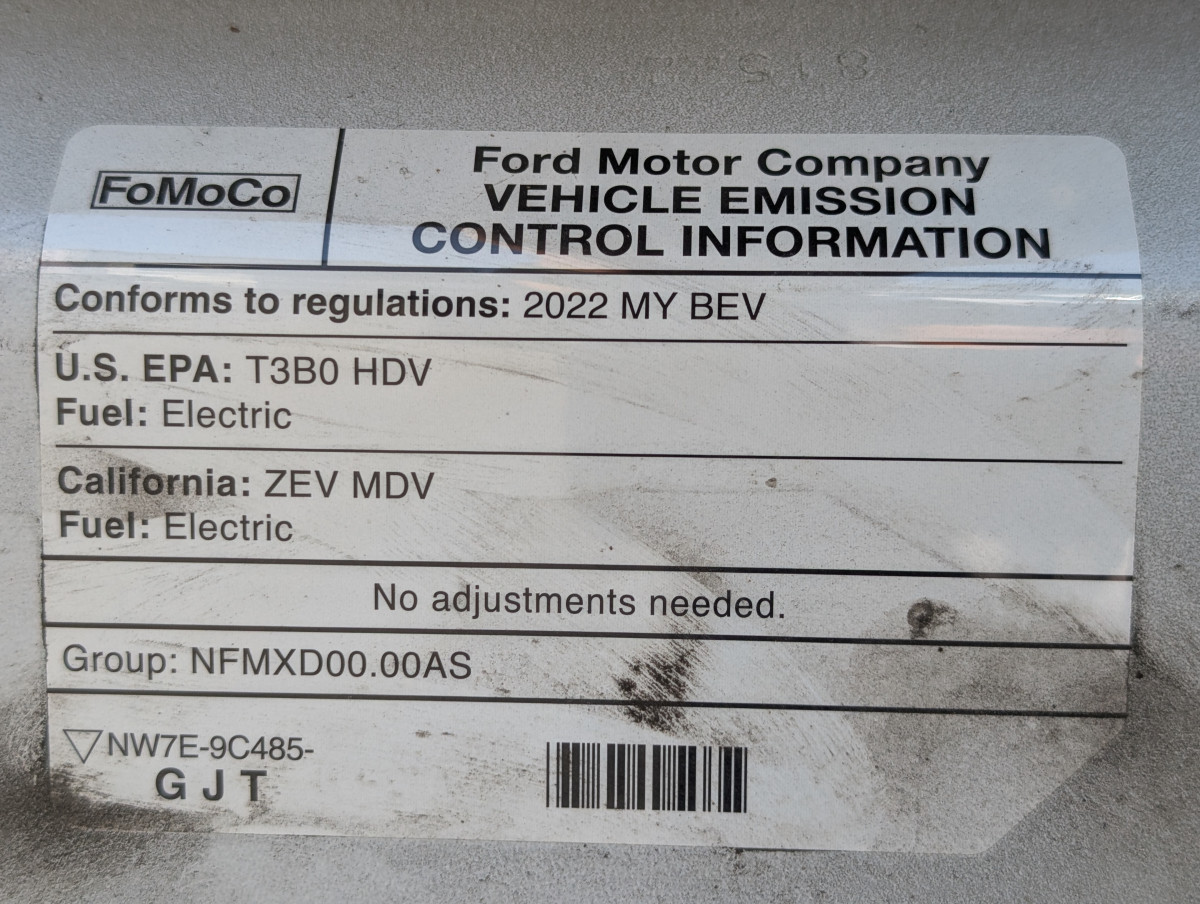 FoMoCo
Ford Motor Company
VEHICLE EMISSION
CONTROL INFORMATION
Conforms to regulations: 2022 MY BEV
U.S. EPA: T3B0 HDV
Fuel: Electric
California: ZEV MDV
Fuel: Electric
No adjustments needed.
Group: NFMXD00.00AS
▽NW7E-9C485-
G J T